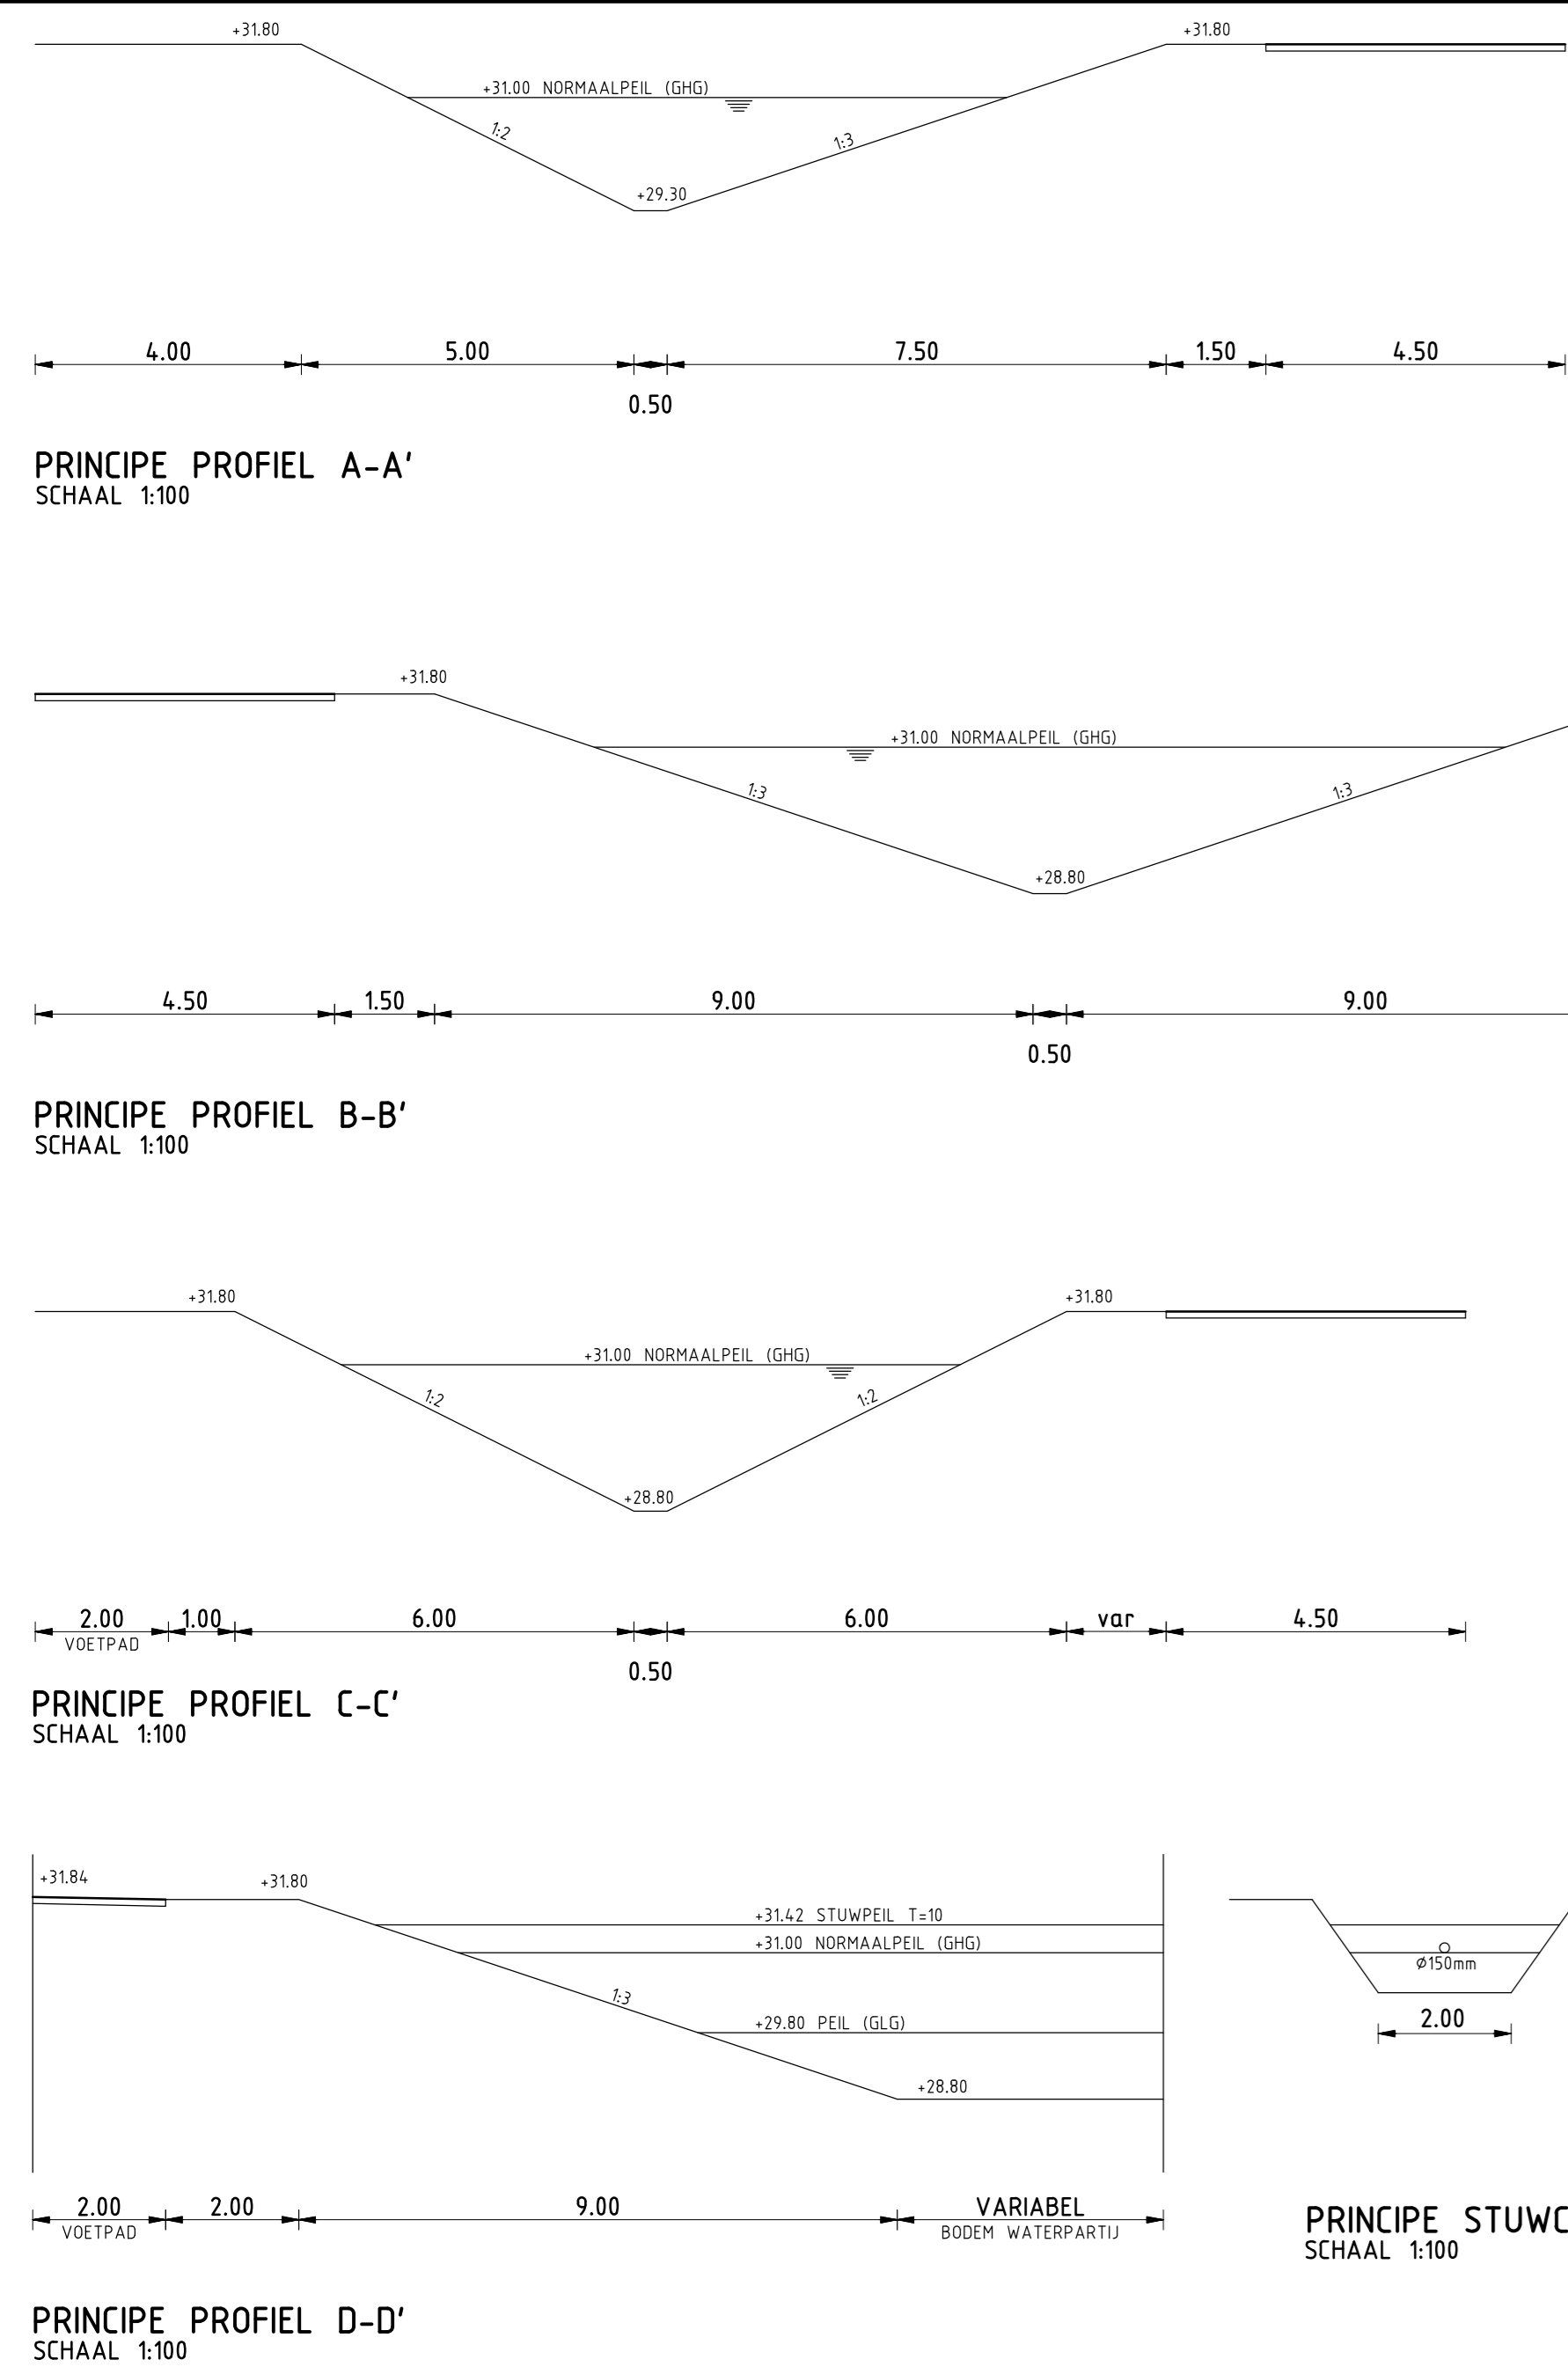 +31.80
+31.80
+31.00 NORMAALPEIL (GHG)
1:2
1:3
+29.30
4.00 5.00 7.50 1.50 4.50
0.50
PRINCIPE PROFIEL A-A'
SCHAAL 1:100
+31.80
+31.00 NORMAALPEIL (GHG)
1:3
1:3
+28.80
4.50 1.50 9.00 9.00
0.50
PRINCIPE PROFIEL B-B'
SCHAAL 1:100
+31.80
+31.80
+31.00 NORMAALPEIL (GHG)
1:2
1:2
+28.80
2.00 1.00 6.00 6.00 var 4.50
VOETPAD
0.50
PRINCIPE PROFIEL C-C'
SCHAAL 1:100
+31.84
+31.80
+31.42 STUWPEIL T=10
+31.00 NORMAALPEIL (GHG)
1:3
+29.80 PEIL (GLG)
+28.80
2.00 2.00 9.00 VARIABEL
VOETPAD
BODEM WATERPARTIJ
PRINCIPE PROFIEL D-D'
SCHAAL 1:100
Ø150mm
2.00
PRINCIPE STUWC
SCHAAL 1:100